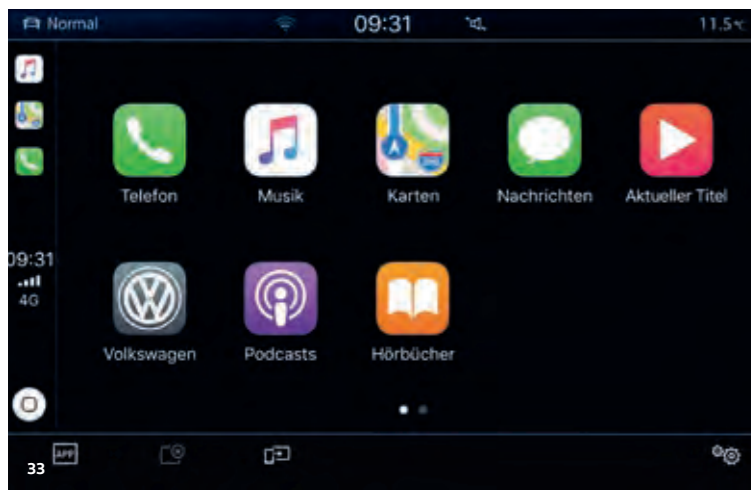 Normal
09:31
11.5°C
Telefon
Musik
Karten
Nachrichten
Aktueller Titel
09:31
4G
Volkswagen
Podcasts
Hörbücher
APP
33